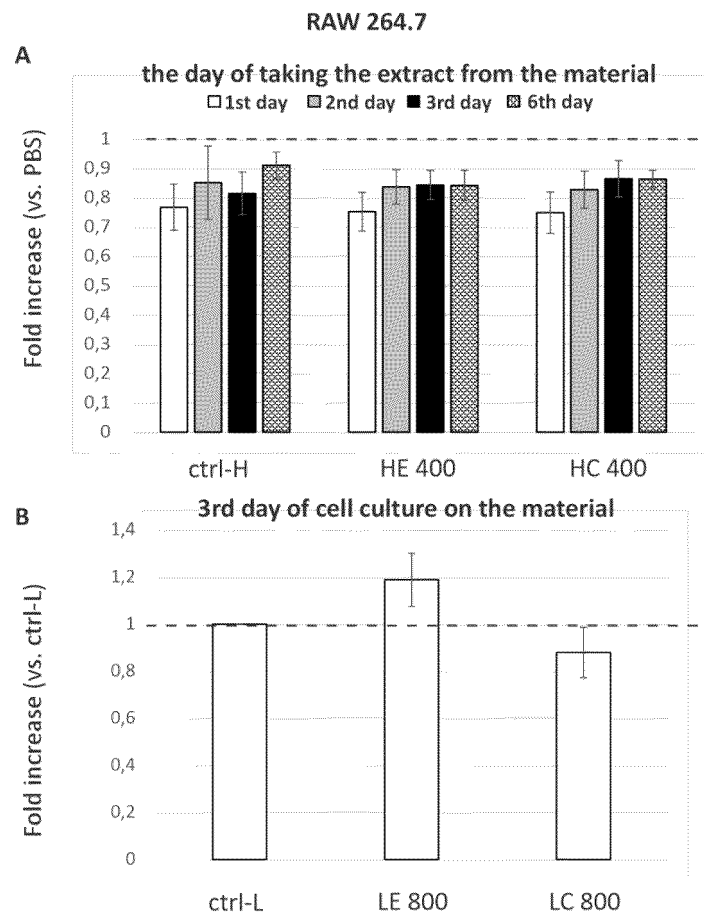 RAW 264.7
A
the day of taking the extract from the material
1st day 2nd day 3rd day 6th day
Fold increase (vs. PBS)
1
0,9
0,8
0,7
0,6
0,5
0,4
0,3
0,2
0,1
0
ctrl-H HE 400 HC 400
B
3rd day of cell culture on the material
Fold increase (vs. ctrl-L)
1,4
1,2
1
0,8
0,6
0,4
0,2
0
ctrl-L LE 800 LC 800